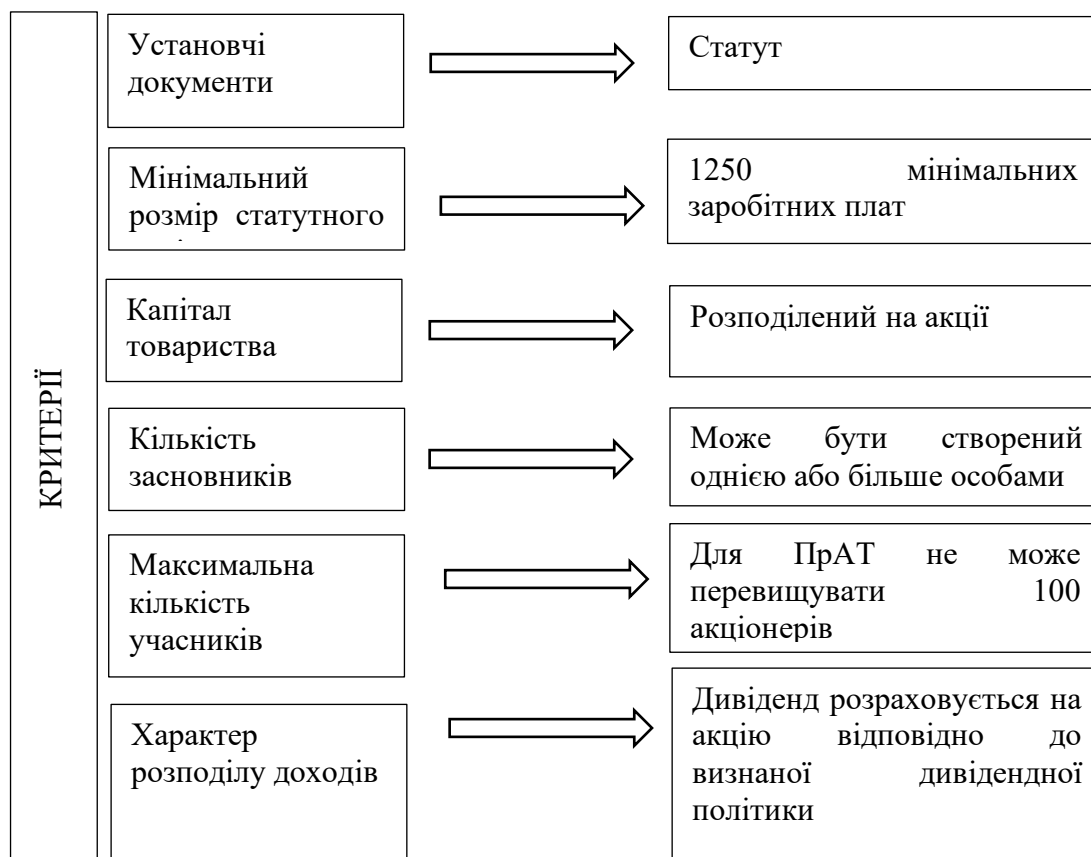 КРИТЕРІЇ
Установчі
документи
Статут
Мінімальний
розмір статутного
1250 мінімальних
заробітних плат
Капітал
товариства
Розподілений на акції
Кількість
засновників
Може бути створений
однією або більше особами
Максимальна
кількість
учасників
Для ПрАТ не може
перевищувати 100
акціонерів
Характер
розподілу доходів
Дивіденд розраховується на
акцію відповідно до
визнаної дивідендної
політики